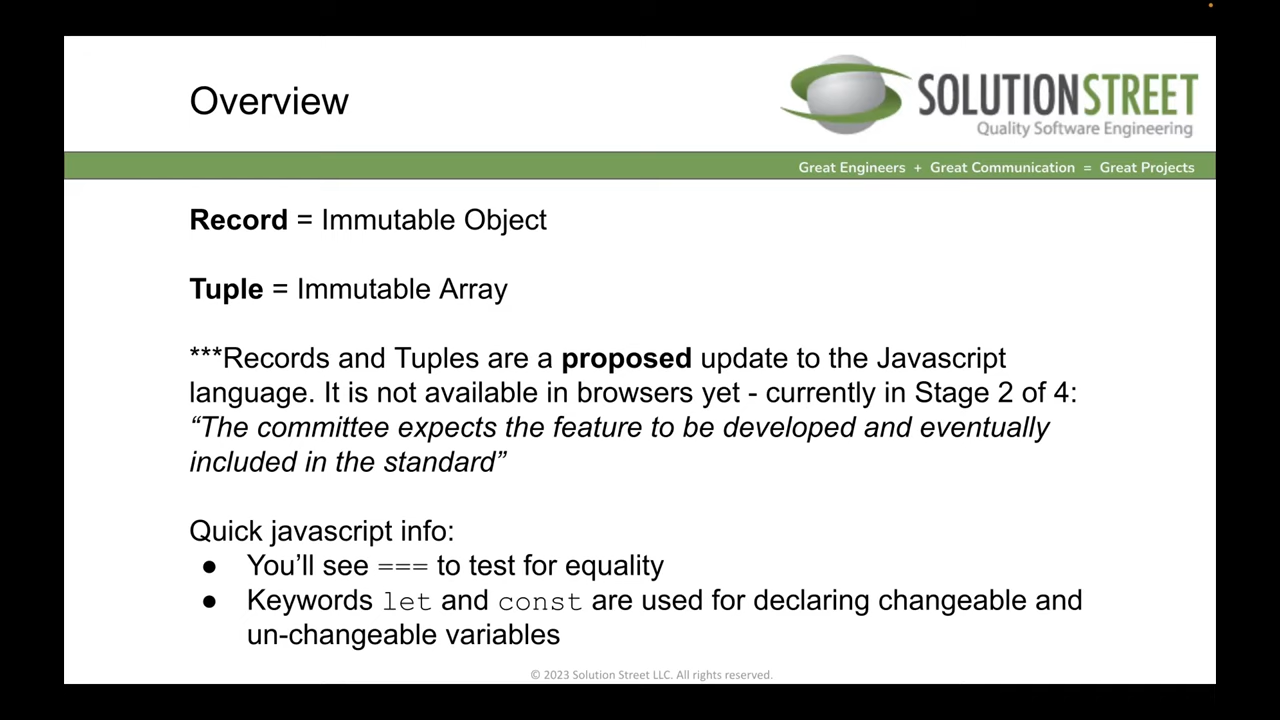 Overview
SOLUTIONSTREET
Quality Software Engineering
Great Engineers + Great Communication = Great Projects
Record = Immutable Object
Tuple = Immutable Array
***Records and Tuples are a proposed update to the Javascript
language. It is not available in browsers yet - currently in Stage 2 of 4:
“The committee expects the feature to be developed and eventually
included in the standard”
Quick javascript info:
● You’ll see === to test for equality
● Keywords let and const are used for declaring changeable and
un-changeable variables
© 2023 Solution Street LLC. All rights reserved.